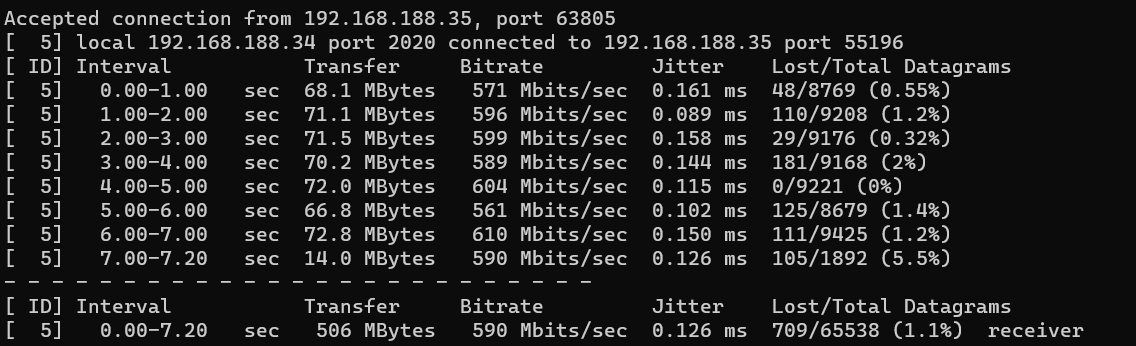 Accepted connection from 192.168.188.35, port 63805
[  5] local 192.168.188.34 port 2020 connected to 192.168.188.35 port 55196
[ ID] Interval           Transfer     Bitrate         Jitter    Lost/Total Datagrams
[  5]   0.00-1.00   sec  68.1 MBytes   571 Mbits/sec  0.161 ms  48/8769 (0.55%)
[  5]   1.00-2.00   sec  71.1 MBytes   596 Mbits/sec  0.089 ms  110/9208 (1.2%)
[  5]   2.00-3.00   sec  71.5 MBytes   599 Mbits/sec  0.158 ms  29/9176 (0.32%)
[  5]   3.00-4.00   sec  70.2 MBytes   589 Mbits/sec  0.144 ms  181/9168 (2%)
[  5]   4.00-5.00   sec  72.0 MBytes   604 Mbits/sec  0.115 ms  0/9221 (0%)
[  5]   5.00-6.00   sec  66.8 MBytes   561 Mbits/sec  0.102 ms  125/8679 (1.4%)
[  5]   6.00-7.00   sec  72.8 MBytes   610 Mbits/sec  0.150 ms  111/9425 (1.2%)
[  5]   7.00-7.20   sec  14.0 MBytes   590 Mbits/sec  0.126 ms  105/1892 (5.5%)
- - - - - - - - - - - - - - - - - - - - - - - - -
[ ID] Interval           Transfer     Bitrate         Jitter    Lost/Total Datagrams
[  5]   0.00-7.20   sec   506 MBytes   590 Mbits/sec  0.126 ms  709/65538 (1.1%)  receiver